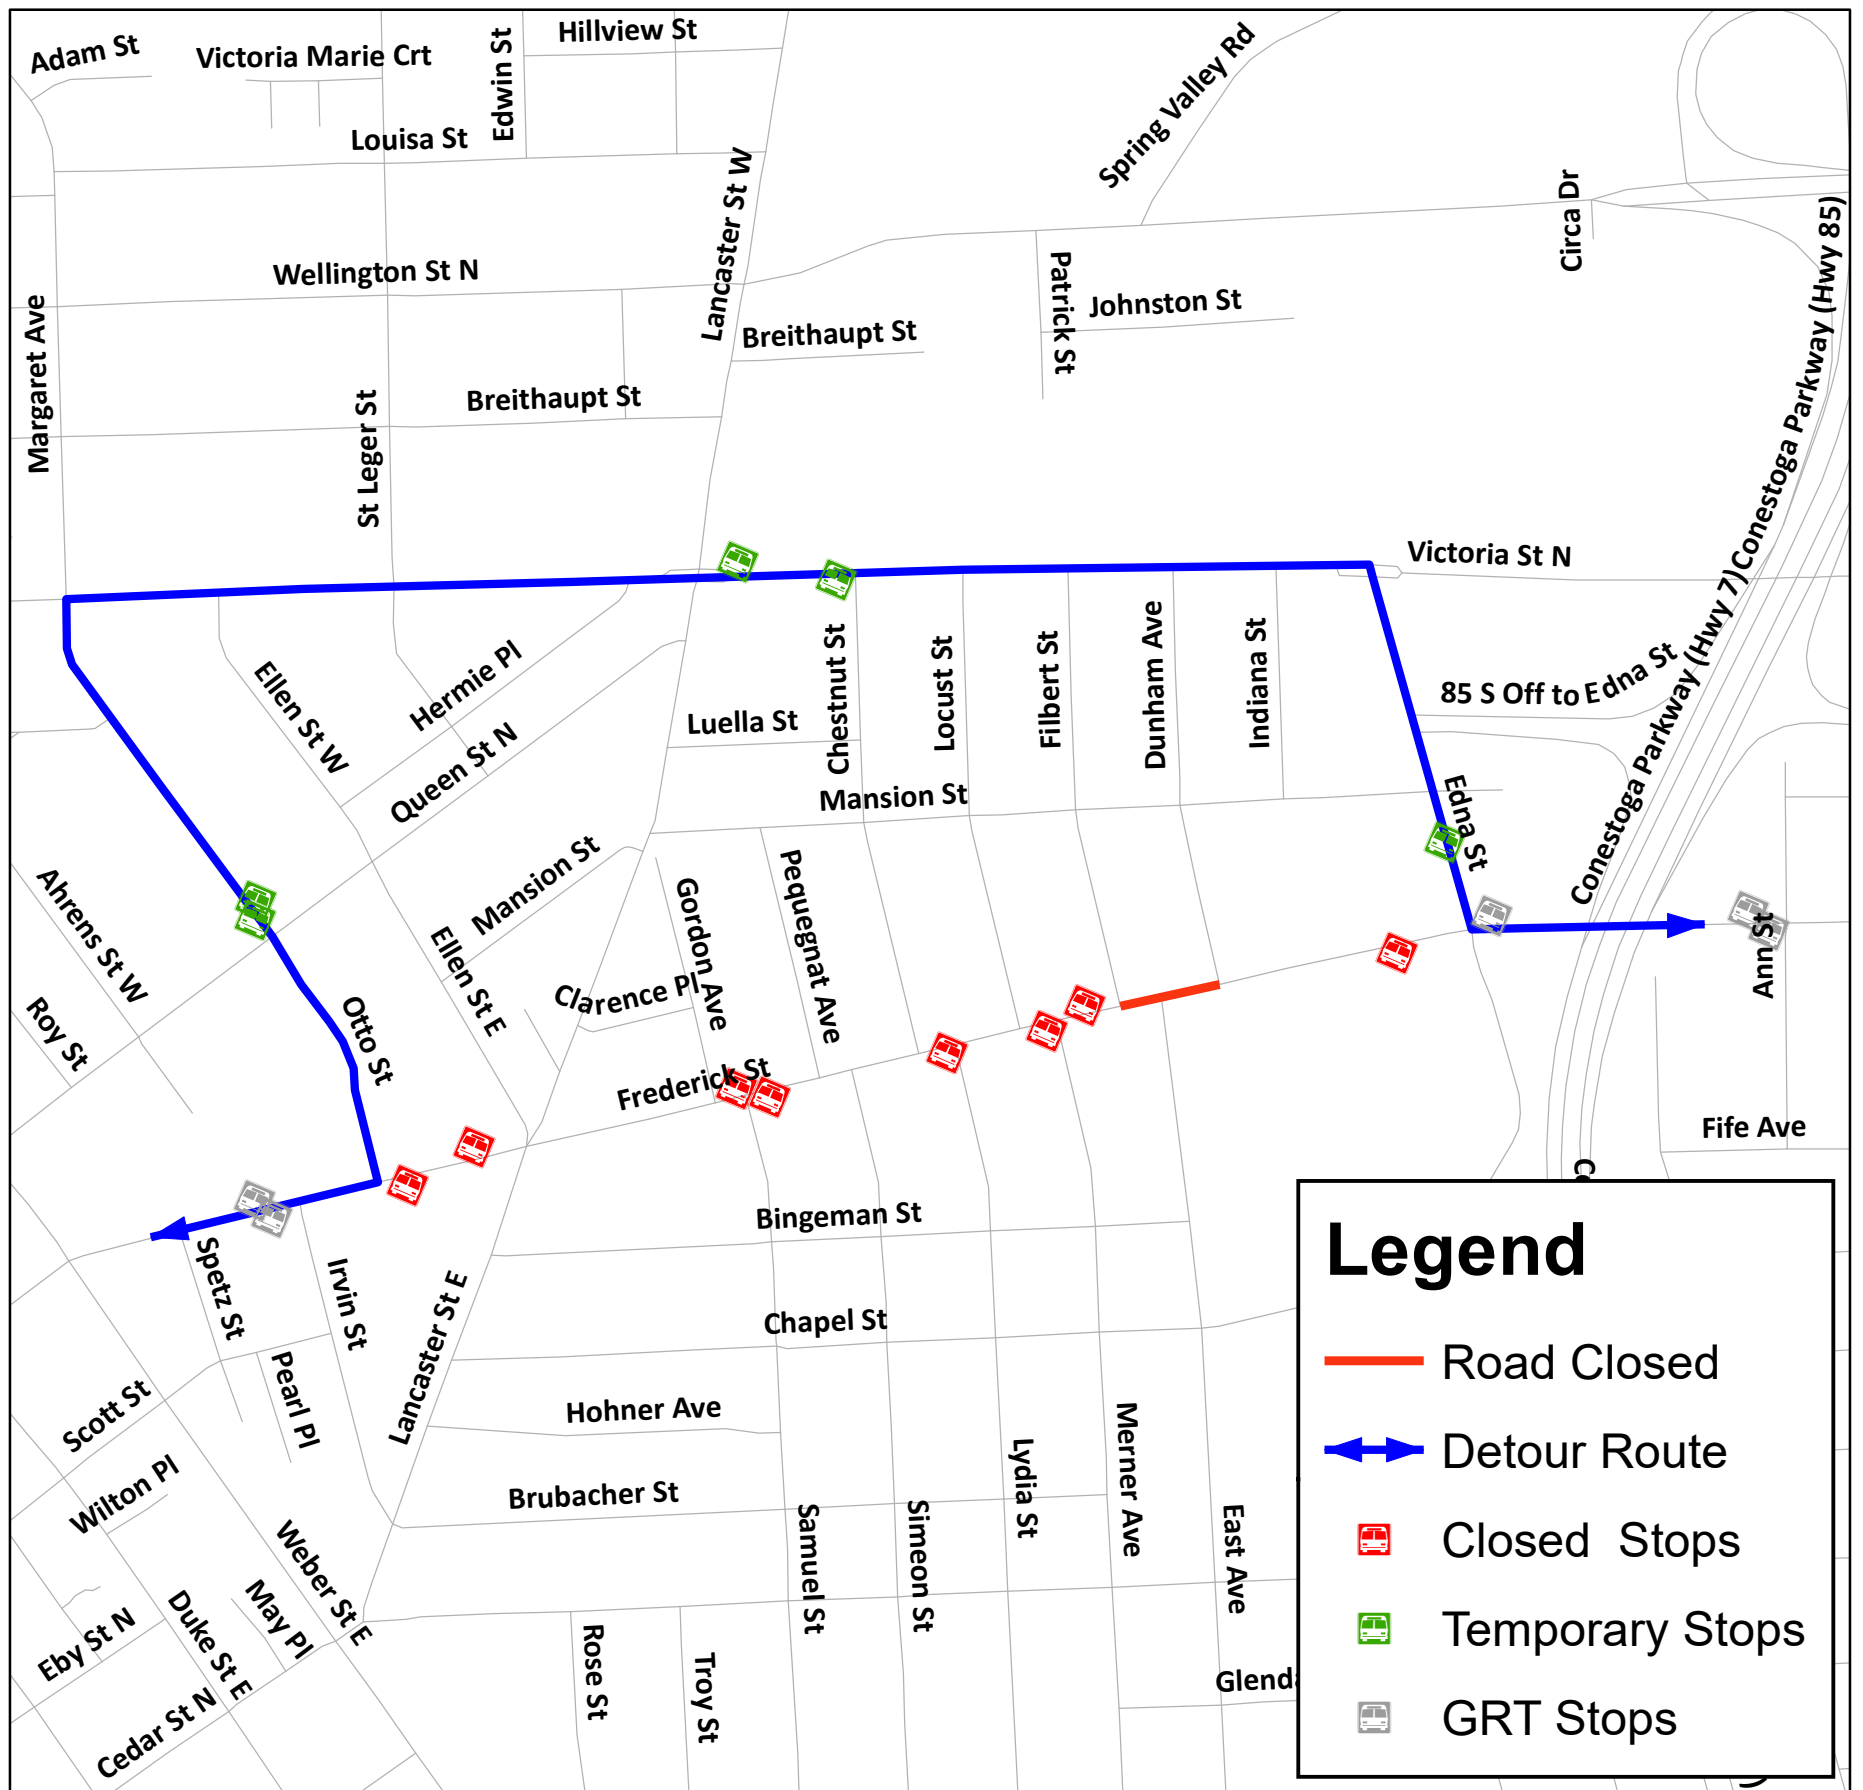 Adam St
Victoria Marie Crt
Edwin St
Hillview St
Spring Valley Rd
Louisa St
Lancaster St W
Circa Dr
Wellington St N
Margaret Ave
Patrick St
Johnston St
Breithaupt St
Breithaupt St
St Leger St
Conestoga Parkway (Hwy 85)
Victoria St N
Conestoga Parkway (Hwy 7)
85 S Off to Edna St
Ellen St W
Hermie Pl
Queen St N
Luella St
Chestnut St
Locust St
Filbert St
Dunham Ave
Indiana St
Mansion St
Edna St
Mansion St
Gordon Ave
Pequegnat Ave
Ahrens St W
Roy St
Otto St
Ellen St E
Clarence Pl
Frederick St
Ann St
Fife Ave
Spetz St
Irvin St
Pearl Pl
Lancaster St E
Bingeman St
Chapel St
Hohner Ave
Brubacher St
Scott St
Wilton Pl
Weber St E
May Pl
Duke St E
Eby St N
Cedar St N
Rose St
Troy St
Samuel St
Simeon St
Lydia St
Merner Ave
East Ave
Legend
Road Closed
Detour Route
Closed Stops
Temporary Stops
GRT Stops